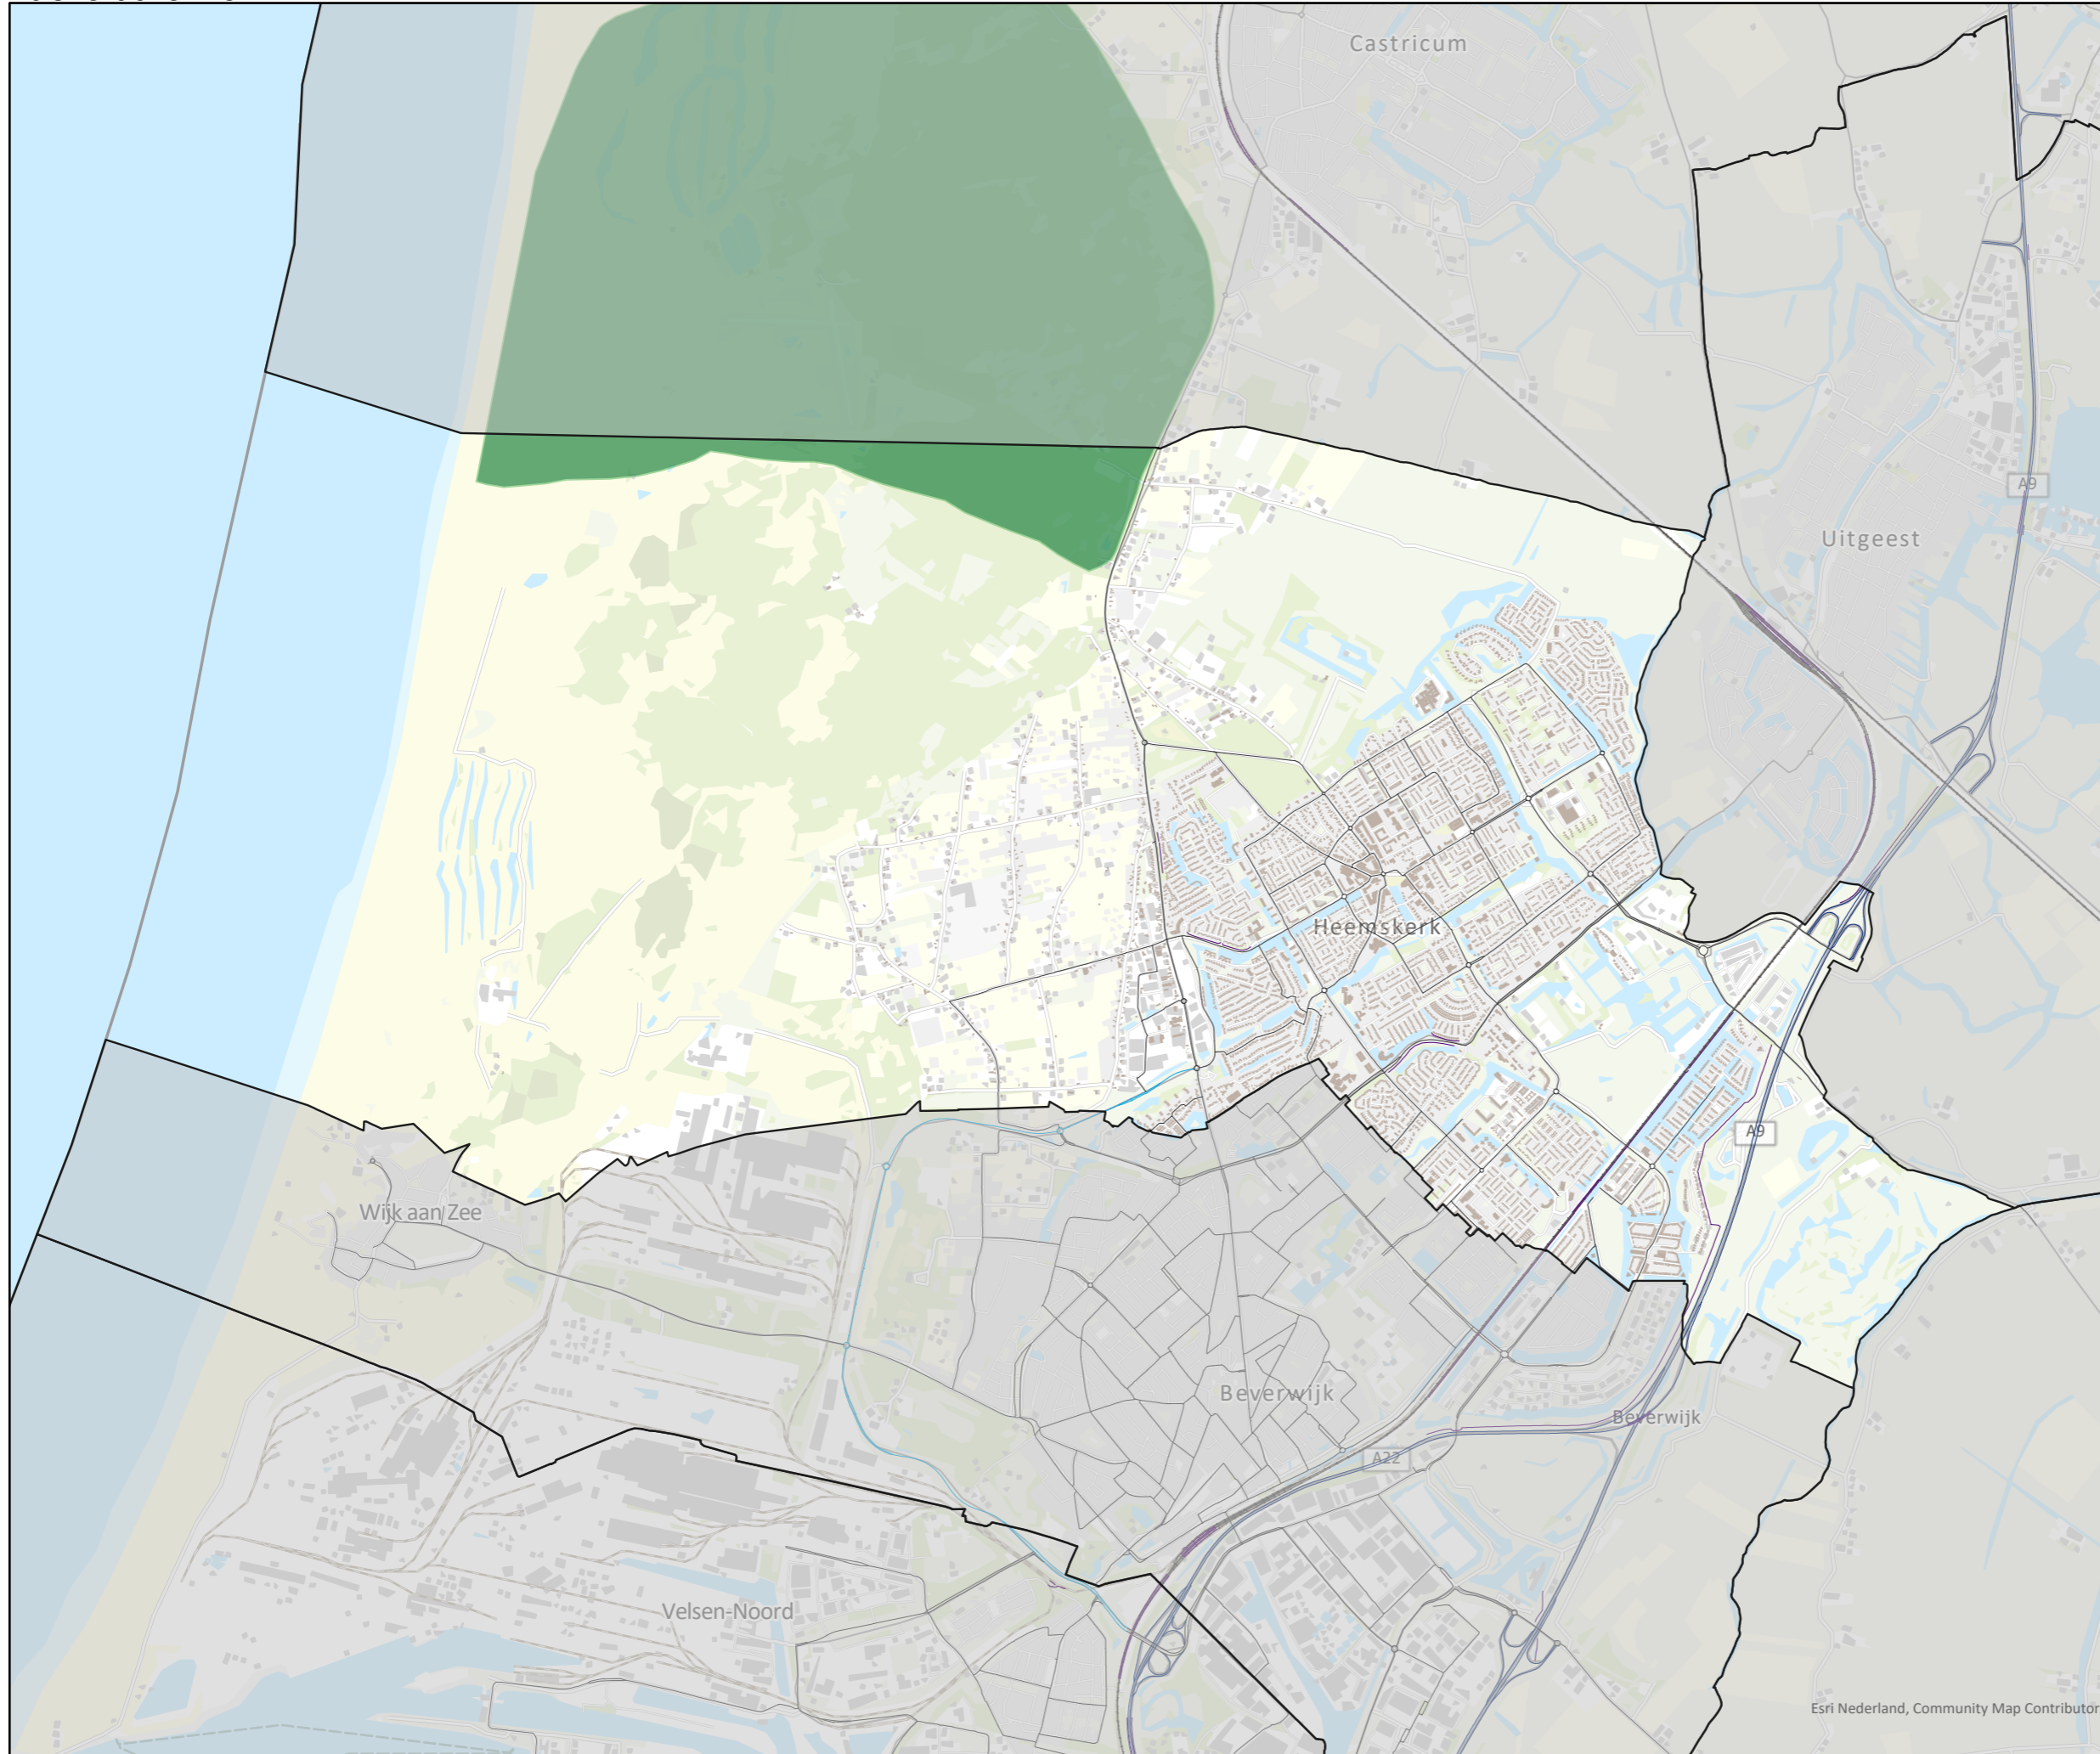 Castricum
A9
Uitgeest
Heemskerk
A9
Wijk aan Zee
Beverwijk
Beverwijk
A22
Velsen-Noord
Esri Nederland, Community Map Contributor